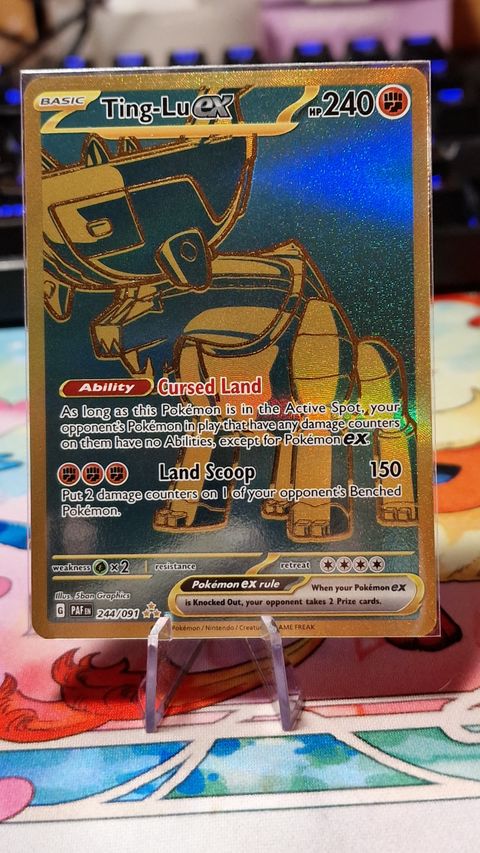 BASIC Ting-Lu ex HP 240
Ability Cursed Land
As long as this Pokémon is in the Active Spot, your
opponent's Pokémon in play that have any damage counters
on them have no Abilities, except for Pokémon ex.
Land Scoop 150
Put 2 damage counters on 1 of your opponent's Benched
Pokémon.
weakness ×2 resistance retreat
Illus. 5ban Graphics
Pokémon ex rule
When your Pokémon ex
is Knocked Out, your opponent takes 2 Prize cards.
G PAF EN 244/091
Pokémon / Nintendo / Creatures / GAME FREAK